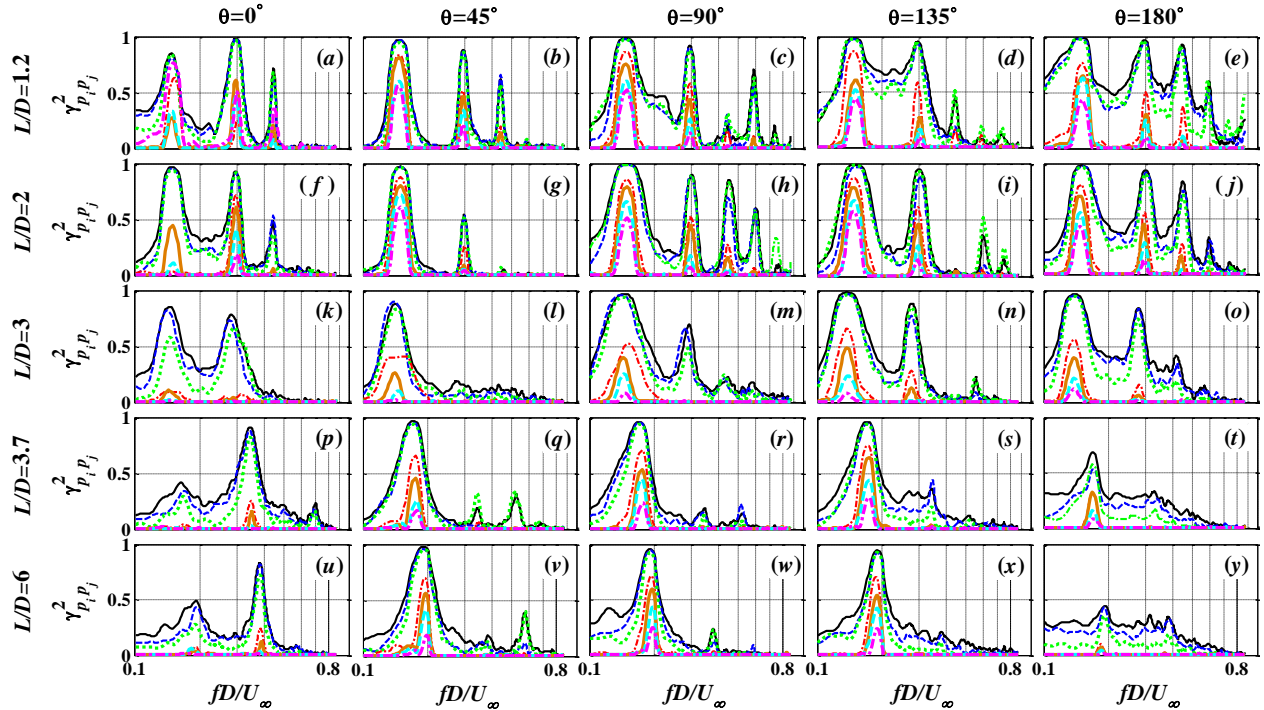 θ=0° θ=45° θ=90° θ=135° θ=180°
L/D=1.2 γ²pᵢpⱼ 1 0.5 0 (a) (b) (c) (d) (e)
L/D=2 γ²pᵢpⱼ 1 0.5 0 (f) (g) (h) (i) (j)
L/D=3 γ²pᵢpⱼ 1 0.5 0 (k) (l) (m) (n) (o)
L/D=3.7 γ²pᵢpⱼ 1 0.5 0 (p) (q) (r) (s) (t)
L/D=6 γ²pᵢpⱼ 1 0.5 0 (u) (v) (w) (x) (y)
0.1 0.8 0.1 0.8 0.1 0.8 0.1 0.8 0.1 0.8
fD/U∞ fD/U∞ fD/U∞ fD/U∞ fD/U∞